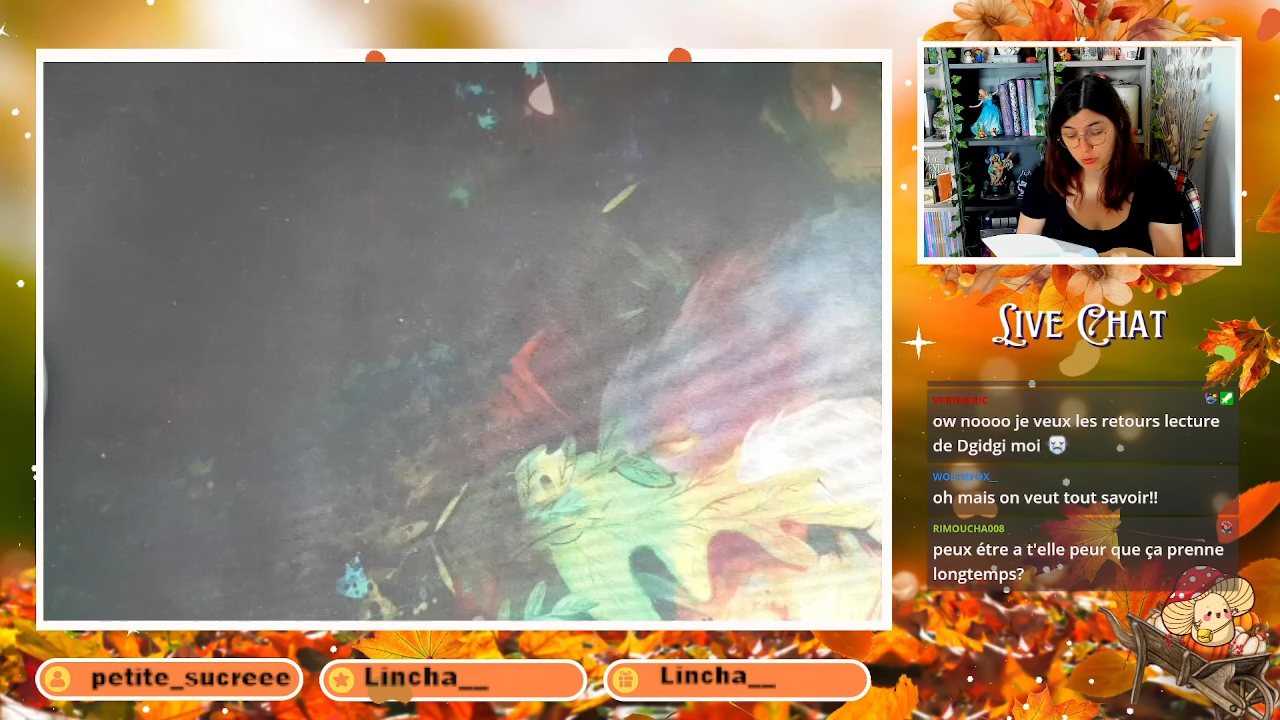 Live Chat
ow noooo je veux les retours lecture
de Dgidgi moi
oh mais on veut tout savoir!!
RIMOUCHA008
peux étre a t'elle peur que ça prenne
longtemps?
petite_sucreee
Lincha__
Lincha__